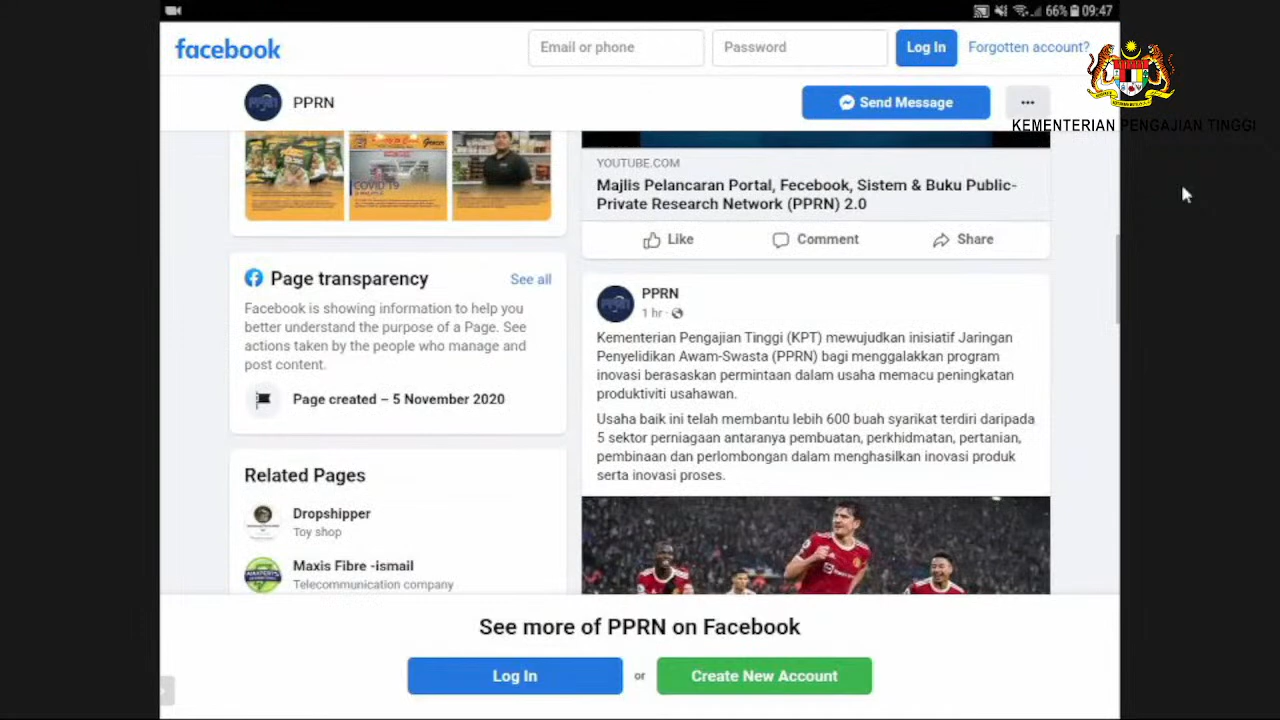 66% 09:47
facebook
Email or phone
Password
Log In
Forgotten account?
PPRN
Send Message
KEMENTERIAN PENGAJIAN TINGGI
COVID 19
YOUTUBE.COM
Majlis Pelancaran Portal, Fecebook, Sistem & Buku Public-
Private Research Network (PPRN) 2.0
Like
Comment
Share
Page transparency
See all
Facebook is showing information to help you
better understand the purpose of a Page. See
actions taken by the people who manage and
post content.
Page created – 5 November 2020
Related Pages
Dropshipper
Toy shop
Maxis Fibre -ismail
Telecommunication company
PPRN
1 hr ·
Kementerian Pengajian Tinggi (KPT) mewujudkan inisiatif Jaringan
Penyelidikan Awam-Swasta (PPRN) bagi menggalakkan program
inovasi berasaskan permintaan dalam usaha memacu peningkatan
produktiviti usahawan.
Usaha baik ini telah membantu lebih 600 buah syarikat terdiri daripada
5 sektor perniagaan antaranya pembuatan, perkhidmatan, pertanian,
pembinaan dan perlombongan dalam menghasilkan inovasi produk
serta inovasi proses.
See more of PPRN on Facebook
Log In
or
Create New Account